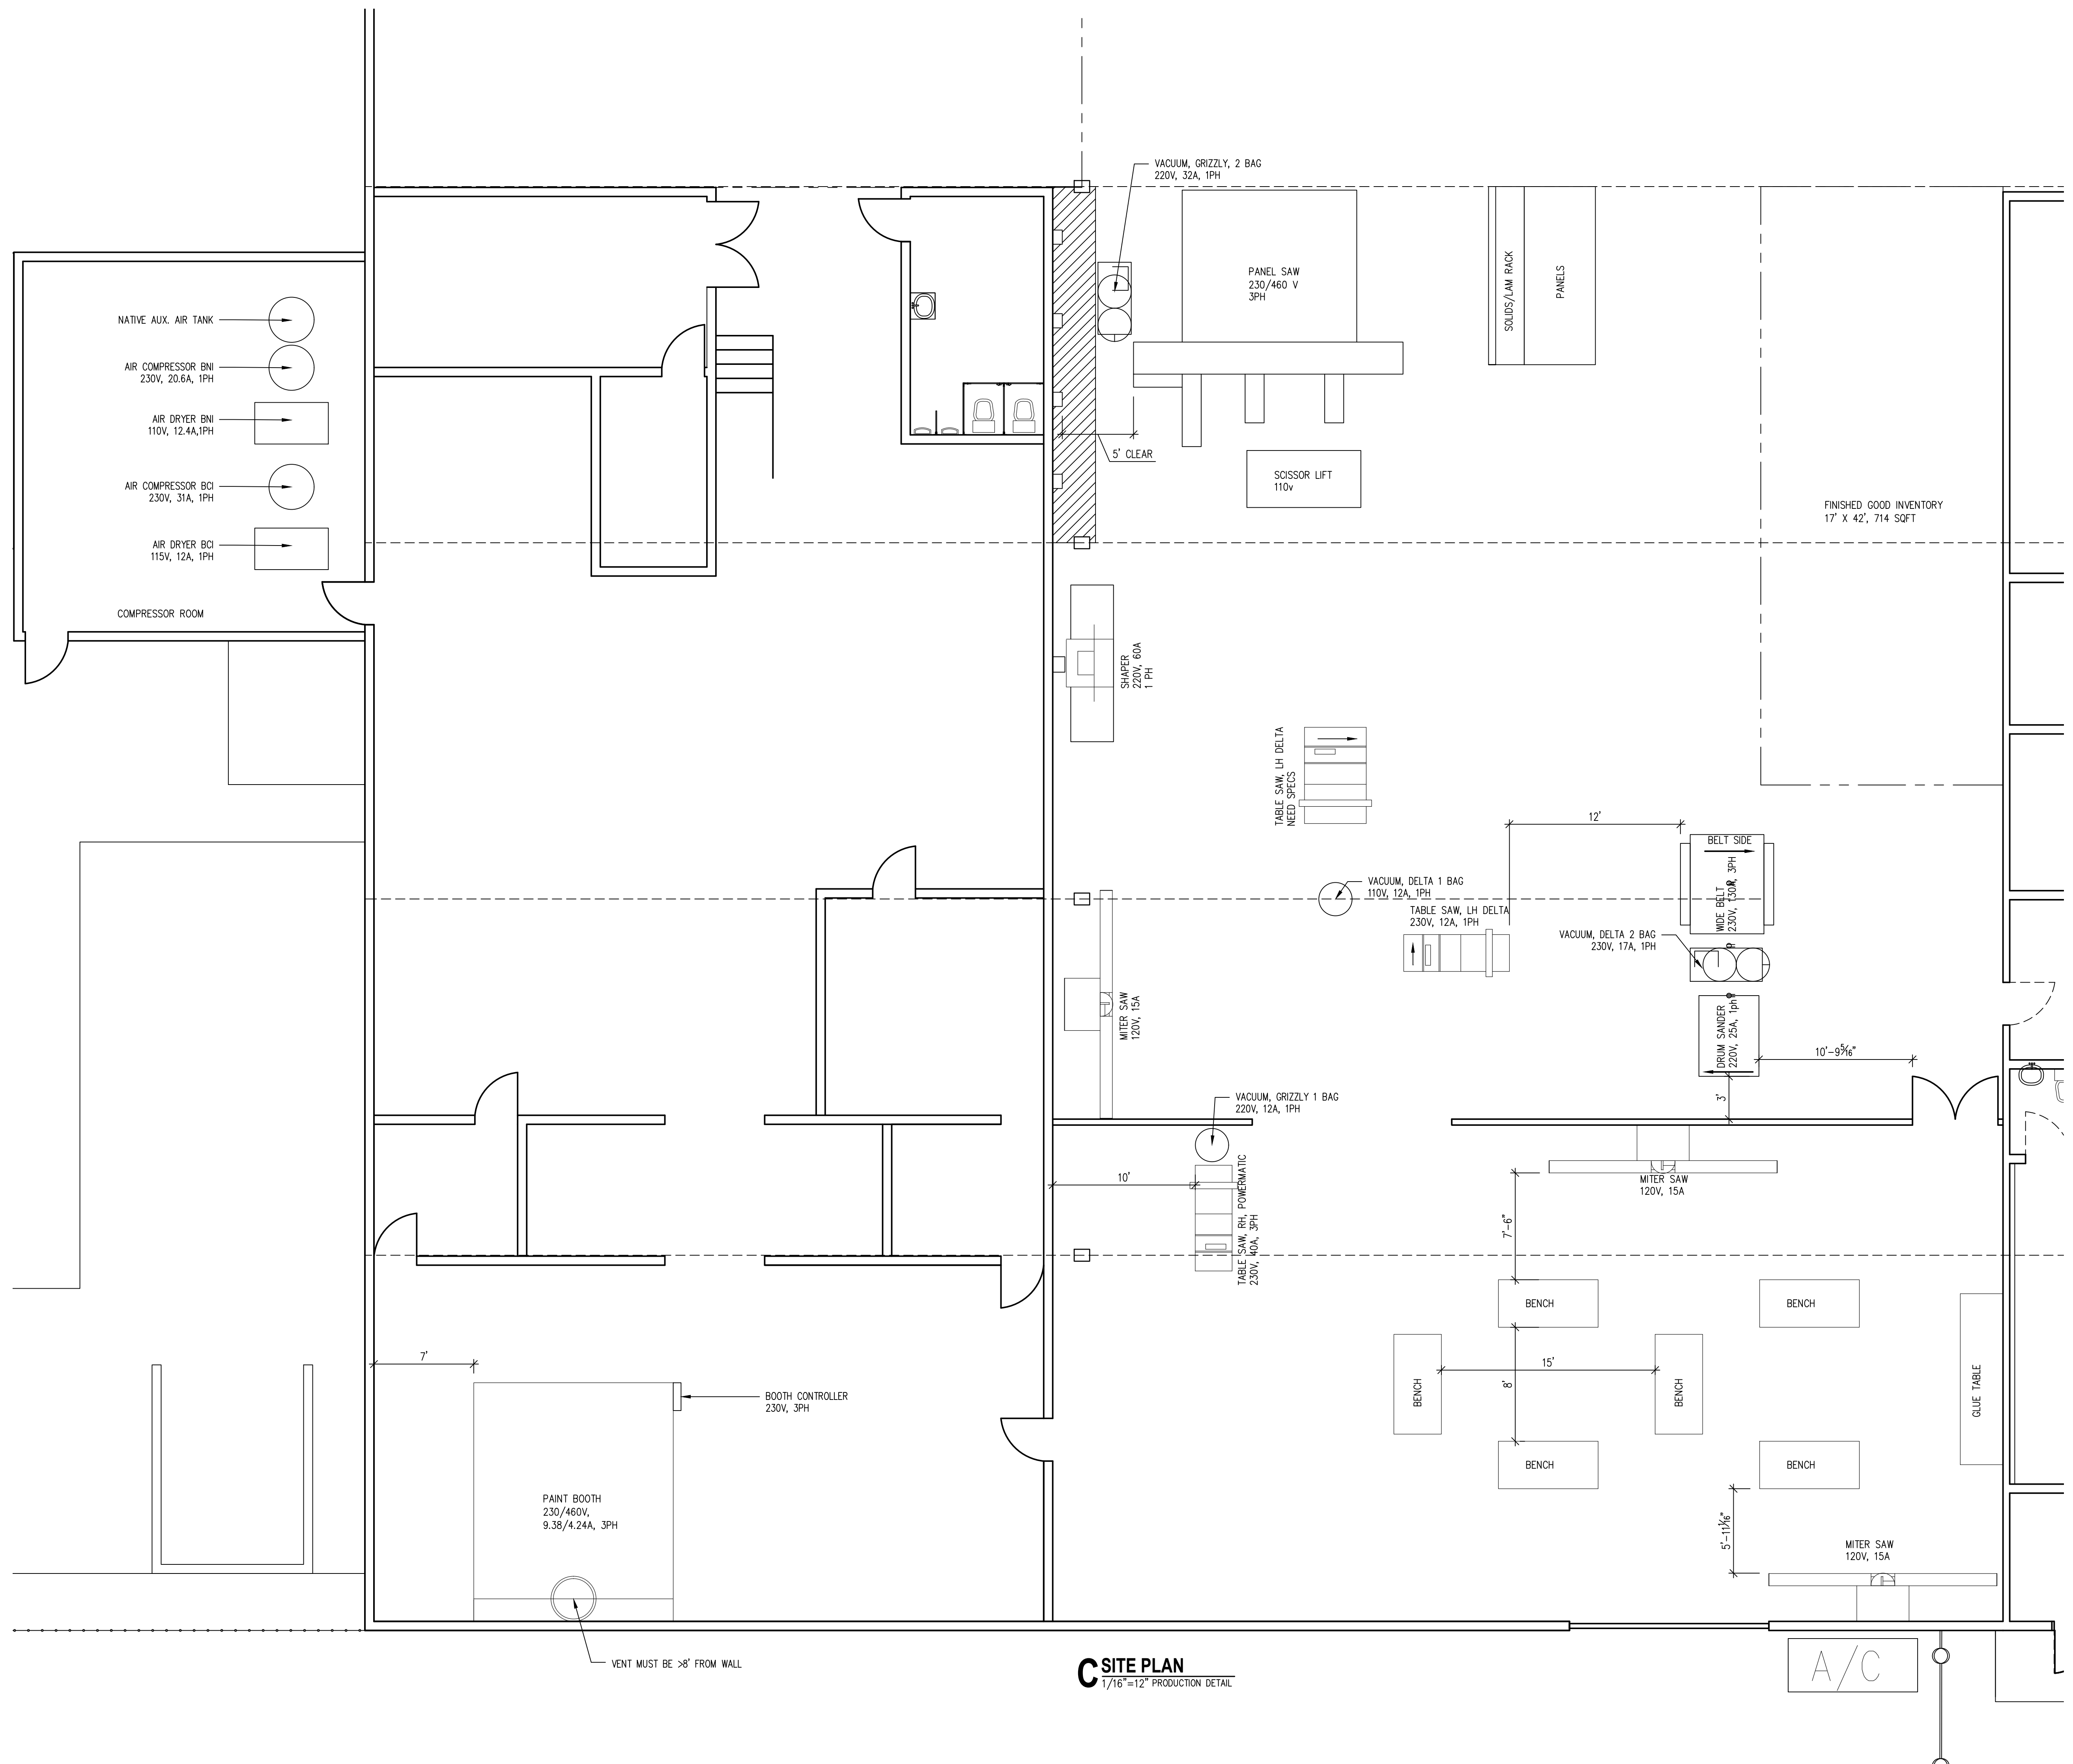 VACUUM, GRIZZLY, 2 BAG
220V, 32A, 1PH
PANEL SAW
230/460 V
3PH
SOLIDS/LAM RACK
PANELS
NATIVE AUX. AIR TANK
AIR COMPRESSOR BNI
230V, 20.6A, 1PH
AIR DRYER BNI
110V, 12.4A,1PH
AIR COMPRESSOR BCI
230V, 31A, 1PH
AIR DRYER BCI
115V, 12A, 1PH
COMPRESSOR ROOM
5' CLEAR
SCISSOR LIFT
110v
FINISHED GOOD INVENTORY
17' X 42', 714 SQFT
SHAPER
220V, 60A
1 PH
TABLE SAW, LH DELTA
NEED SPECS
12'
BELT SIDE
WIDE BELT
230V, 130A, 3PH
VACUUM, DELTA 1 BAG
110V, 12A, 1PH
TABLE SAW, LH DELTA
230V, 12A, 1PH
VACUUM, DELTA 2 BAG
230V, 17A, 1PH
MITER SAW
120V, 15A
DRUM SANDER
220V, 25A, 1ph
10'-9 5/16"
3'
VACUUM, GRIZZLY 1 BAG
220V, 12A, 1PH
10'
TABLE SAW, RH, POWERMATIC
230V, 40A, 3PH
MITER SAW
120V, 15A
7'-6"
BENCH
BENCH
7'
15'
8'
BENCH
BENCH
GLUE TABLE
BOOTH CONTROLLER
230V, 3PH
BENCH
BENCH
PAINT BOOTH
230/460V,
9.38/4.24A, 3PH
5'-11 1/16"
MITER SAW
120V, 15A
VENT MUST BE >8' FROM WALL
C SITE PLAN
1/16"=12" PRODUCTION DETAIL
A/C